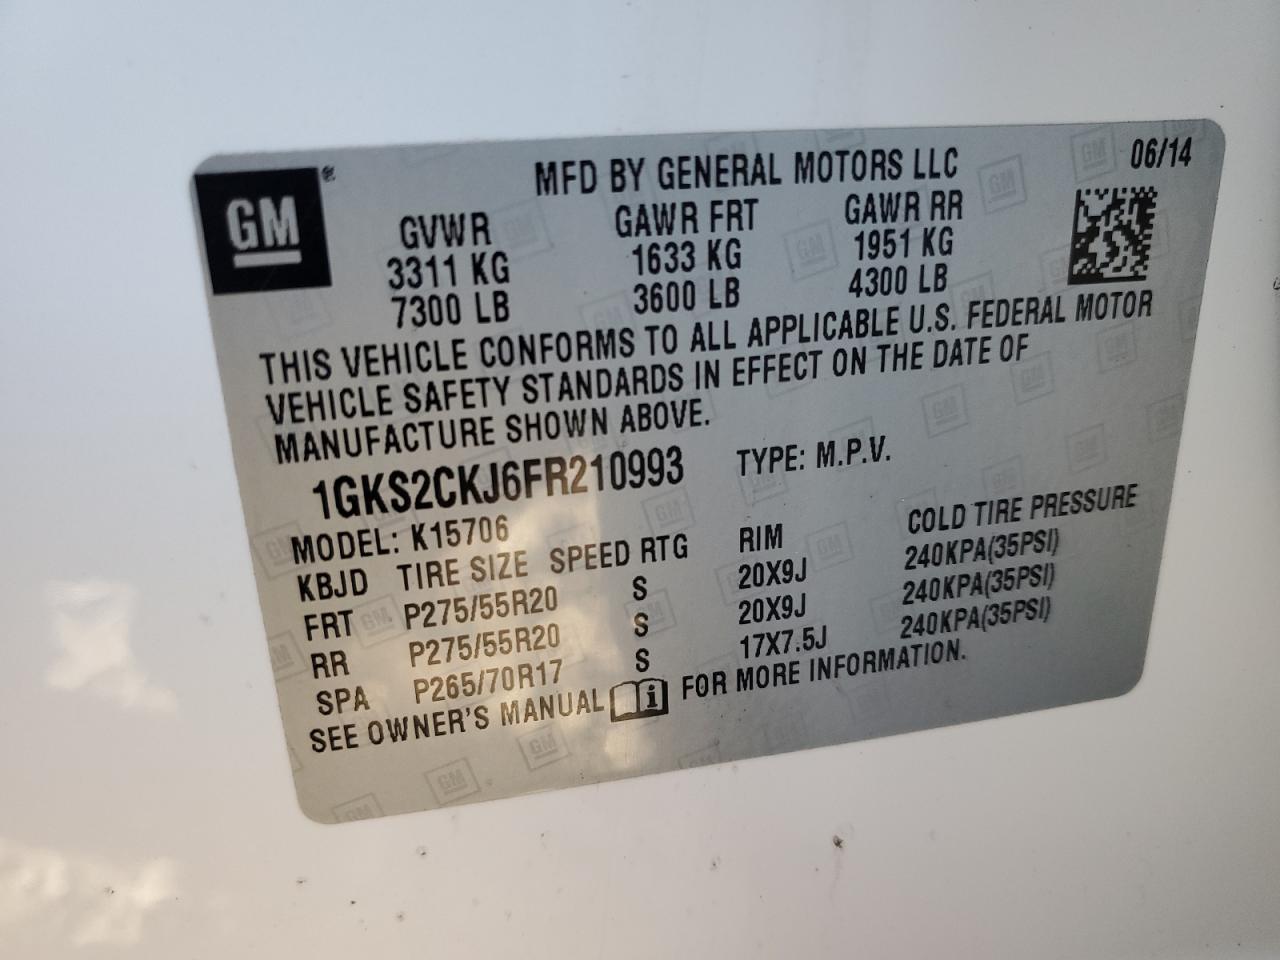 GM
MFD BY GENERAL MOTORS LLC 06/14
GVWR GAWR FRT GAWR RR
3311 KG 1633 KG 1951 KG
7300 LB 3600 LB 4300 LB
THIS VEHICLE CONFORMS TO ALL APPLICABLE U.S. FEDERAL MOTOR
VEHICLE SAFETY STANDARDS IN EFFECT ON THE DATE OF
MANUFACTURE SHOWN ABOVE.
1GKS2CKJ6FR210993 TYPE: M.P.V.
MODEL: K15706
KBJD TIRE SIZE SPEED RTG RIM COLD TIRE PRESSURE
FRT P275/55R20 S 20X9J 240KPA(35PSI)
RR P275/55R20 S 20X9J 240KPA(35PSI)
SPA P265/70R17 S 17X7.5J 240KPA(35PSI)
SEE OWNER'S MANUAL i FOR MORE INFORMATION.